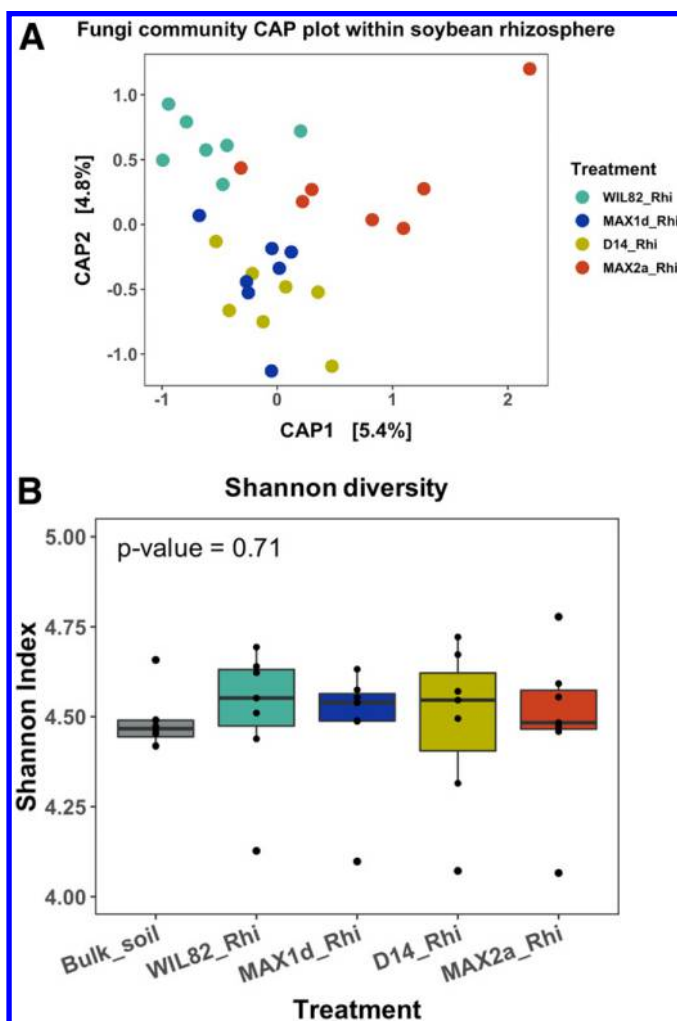 A
Fungi community CAP plot within soybean rhizosphere
1.0
0.5
0.0
-0.5
-1.0
CAP2 [4.8%]
-1
0
1
2
CAP1 [5.4%]
Treatment
WIL82_Rhi
MAX1d_Rhi
D14_Rhi
MAX2a_Rhi
B
Shannon diversity
p-value = 0.71
5.00
4.75
4.50
4.25
4.00
Shannon Index
Bulk_soil
WIL82_Rhi
MAX1d_Rhi
D14_Rhi
MAX2a_Rhi
Treatment